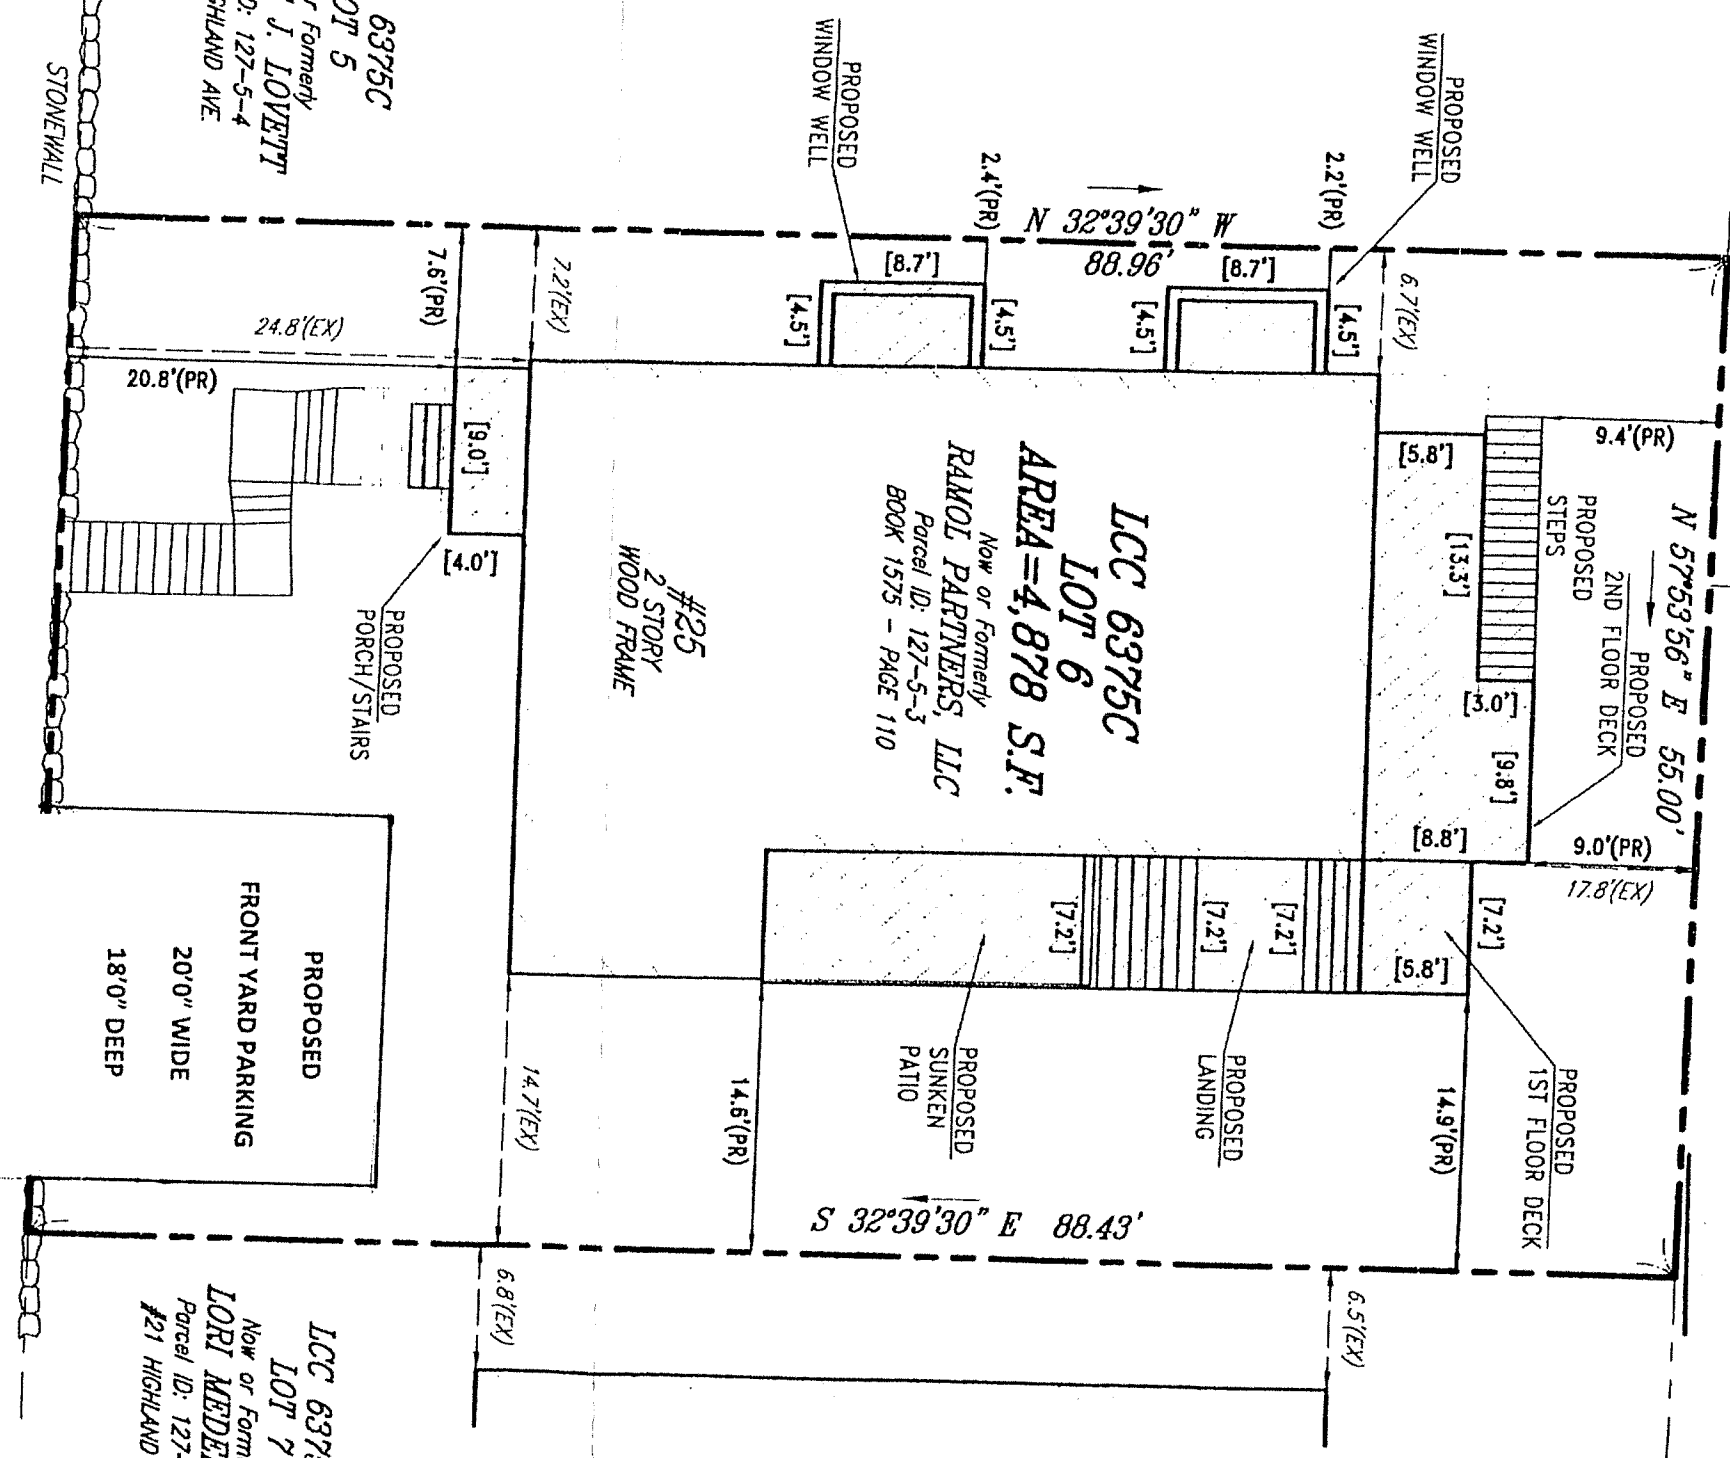 6375C
OT 5
r Formerly
J. LOVETT
D: 127-5-4
GHLAND AVE.
STONEWALL
PROPOSED
WINDOW WELL
PROPOSED
WINDOW WELL
2.4'(PR)
2.2'(PR)
N 32°39'30" W
88.96'
[8.7']
[8.7']
[4.5']
[4.5']
[4.5']
[4.5']
6.7'(EX)
7.2'(EX)
7.6'(PR)
24.8'(EX)
20.8'(PR)
[9.0']
[4.0']
PROPOSED
PORCH/STAIRS
9.4'(PR)
[5.8']
[13.3']
[3.0']
[9.8']
[8.8']
PROPOSED
STEPS
PROPOSED
2ND FLOOR DECK
N 57°53'56" E 55.00'
9.0'(PR)
17.8'(EX)
LCC 6375C
LOT 6
AREA=4,878 S.F.
Now or Formerly
RAMOL PARTNERS, LLC
Parcel ID: 127-5-3
BOOK 1575 - PAGE 110
#25
2 STORY
WOOD FRAME
[7.2']
[7.2']
[7.2']
[7.2']
[5.8']
PROPOSED
1ST FLOOR DECK
PROPOSED
LANDING
PROPOSED
SUNKEN
PATIO
14.9'(PR)
14.6'(PR)
14.7'(EX)
S 32°39'30" E 88.43'
PROPOSED
FRONT YARD PARKING
20'0" WIDE
18'0" DEEP
6.8'(EX)
6.5'(EX)
LCC 637
LOT 7
Now or Form
LORI MEDE
Parcel ID: 127-
#21 HIGHLAND